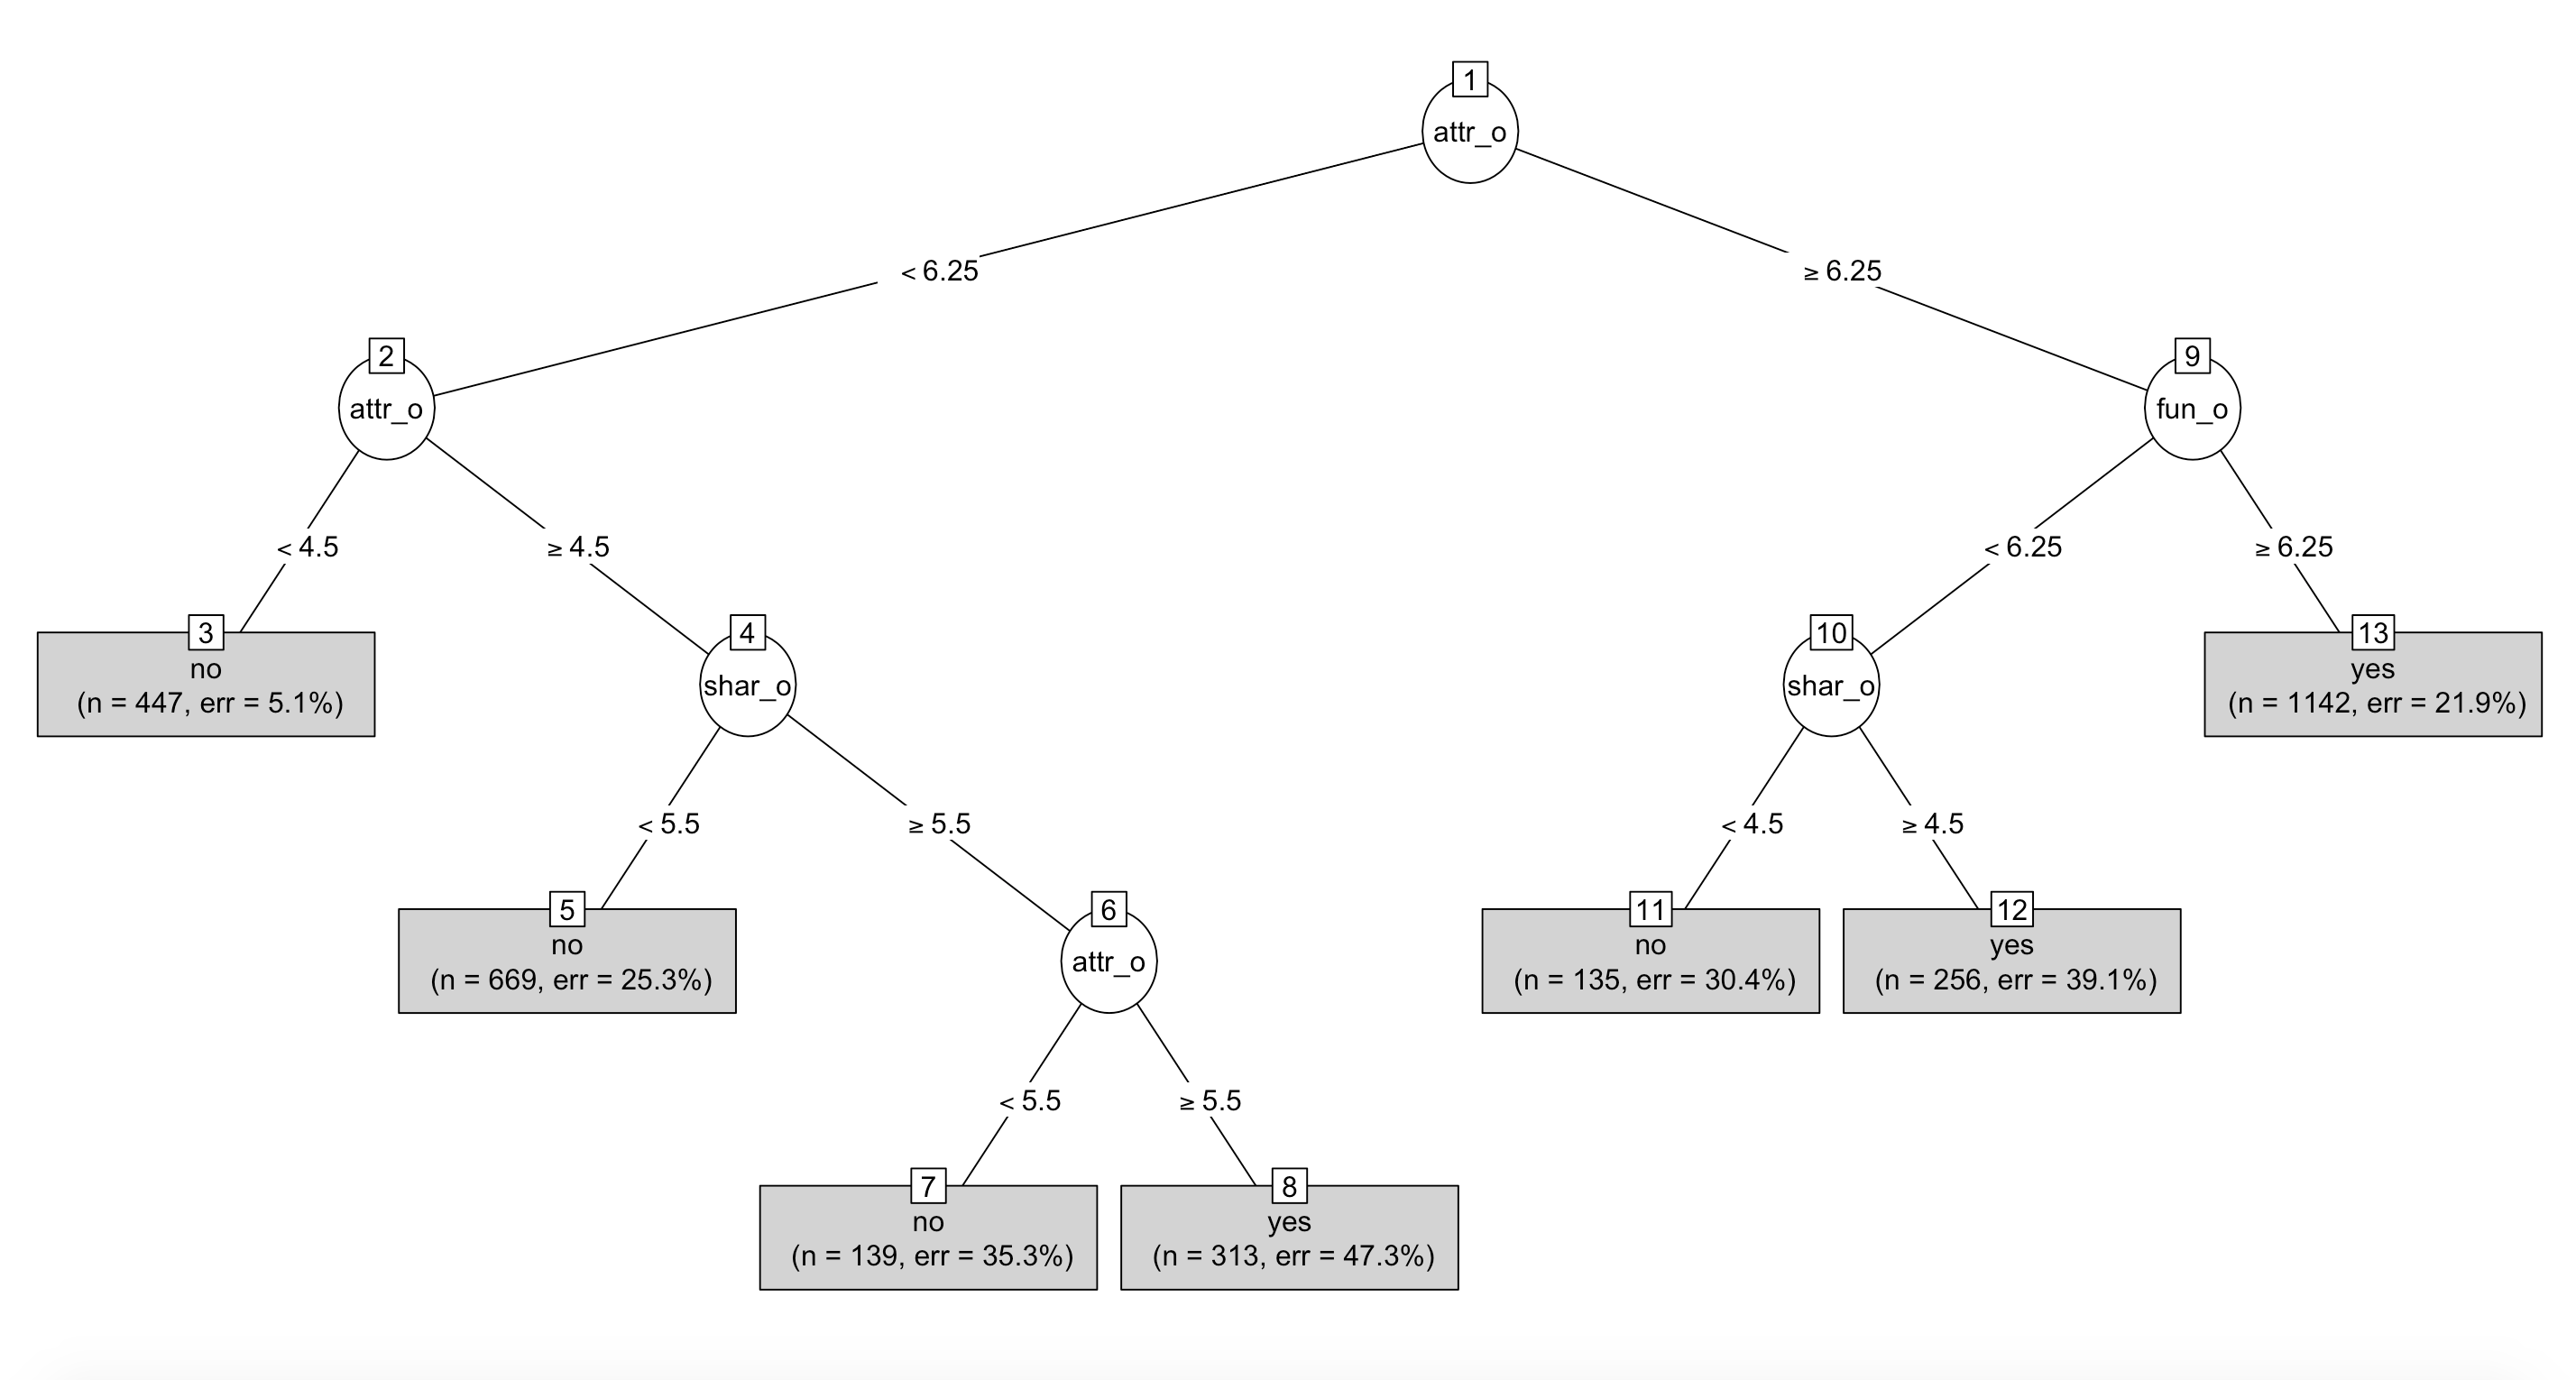 1
attr_o
< 6.25
≥ 6.25
2
attr_o
9
fun_o
< 4.5
≥ 4.5
< 6.25
≥ 6.25
3
no
(n = 447, err = 5.1%)
4
shar_o
10
shar_o
13
yes
(n = 1142, err = 21.9%)
< 5.5
≥ 5.5
< 4.5
≥ 4.5
5
no
(n = 669, err = 25.3%)
6
attr_o
11
no
(n = 135, err = 30.4%)
12
yes
(n = 256, err = 39.1%)
< 5.5
≥ 5.5
7
no
(n = 139, err = 35.3%)
8
yes
(n = 313, err = 47.3%)